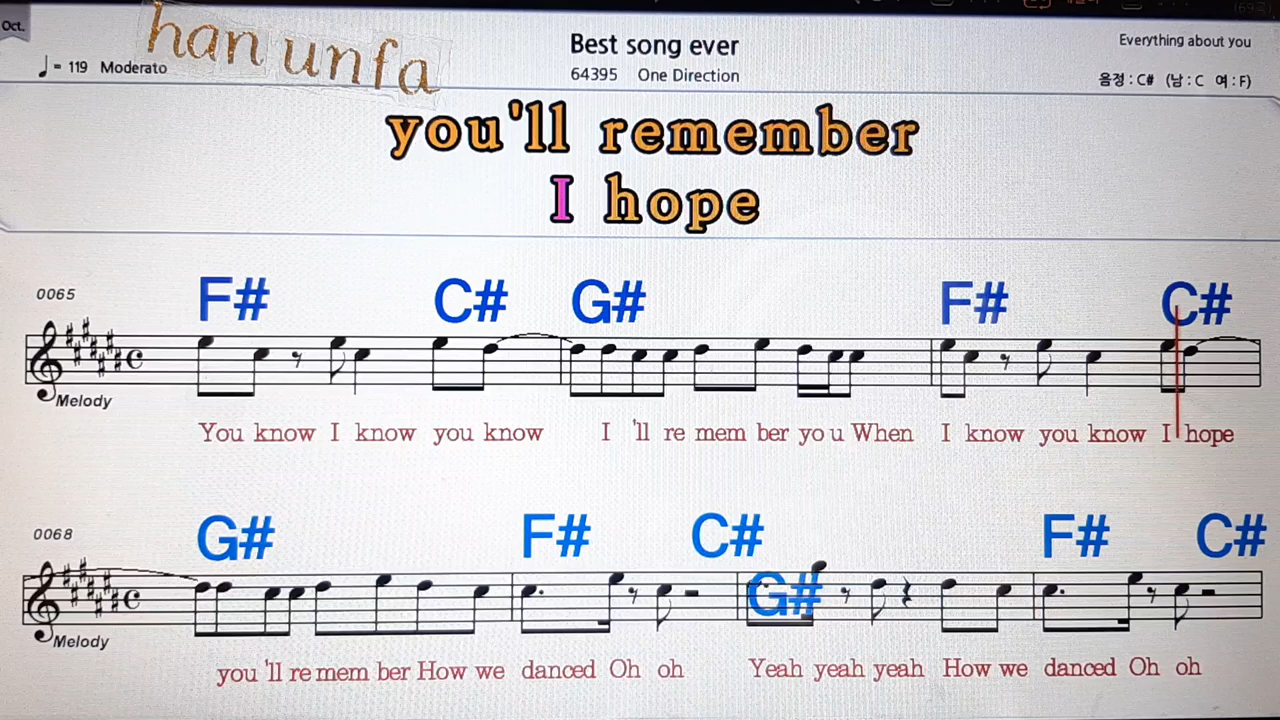 Oct.
han unfa
♩ = 119 Moderato
Best song ever
64395 One Direction
Everything about you
음정 : C# (남 : C 여 : F)
you'll remember
I hope
0065
F# C# G# F# C#
Melody
You know I know you know I 'll re mem ber yo u When I know you know I hope
0068
G# F# C# G# F# C#
Melody
you 'll re mem ber How we danced Oh oh Yeah yeah yeah How we danced Oh oh